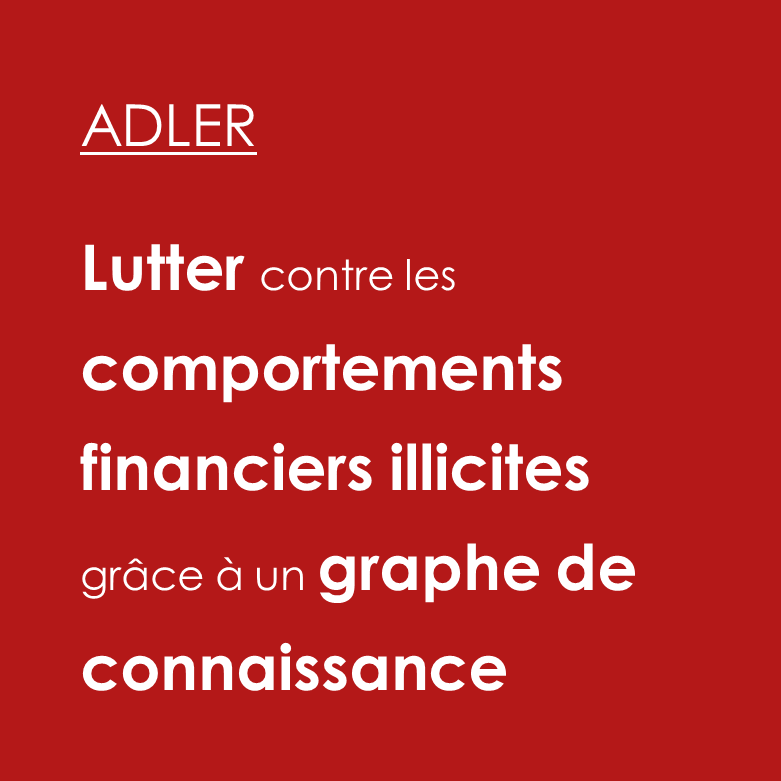 ADLER
Lutter contre les
comportements
financiers illicites
grâce à un graphe de
connaissance